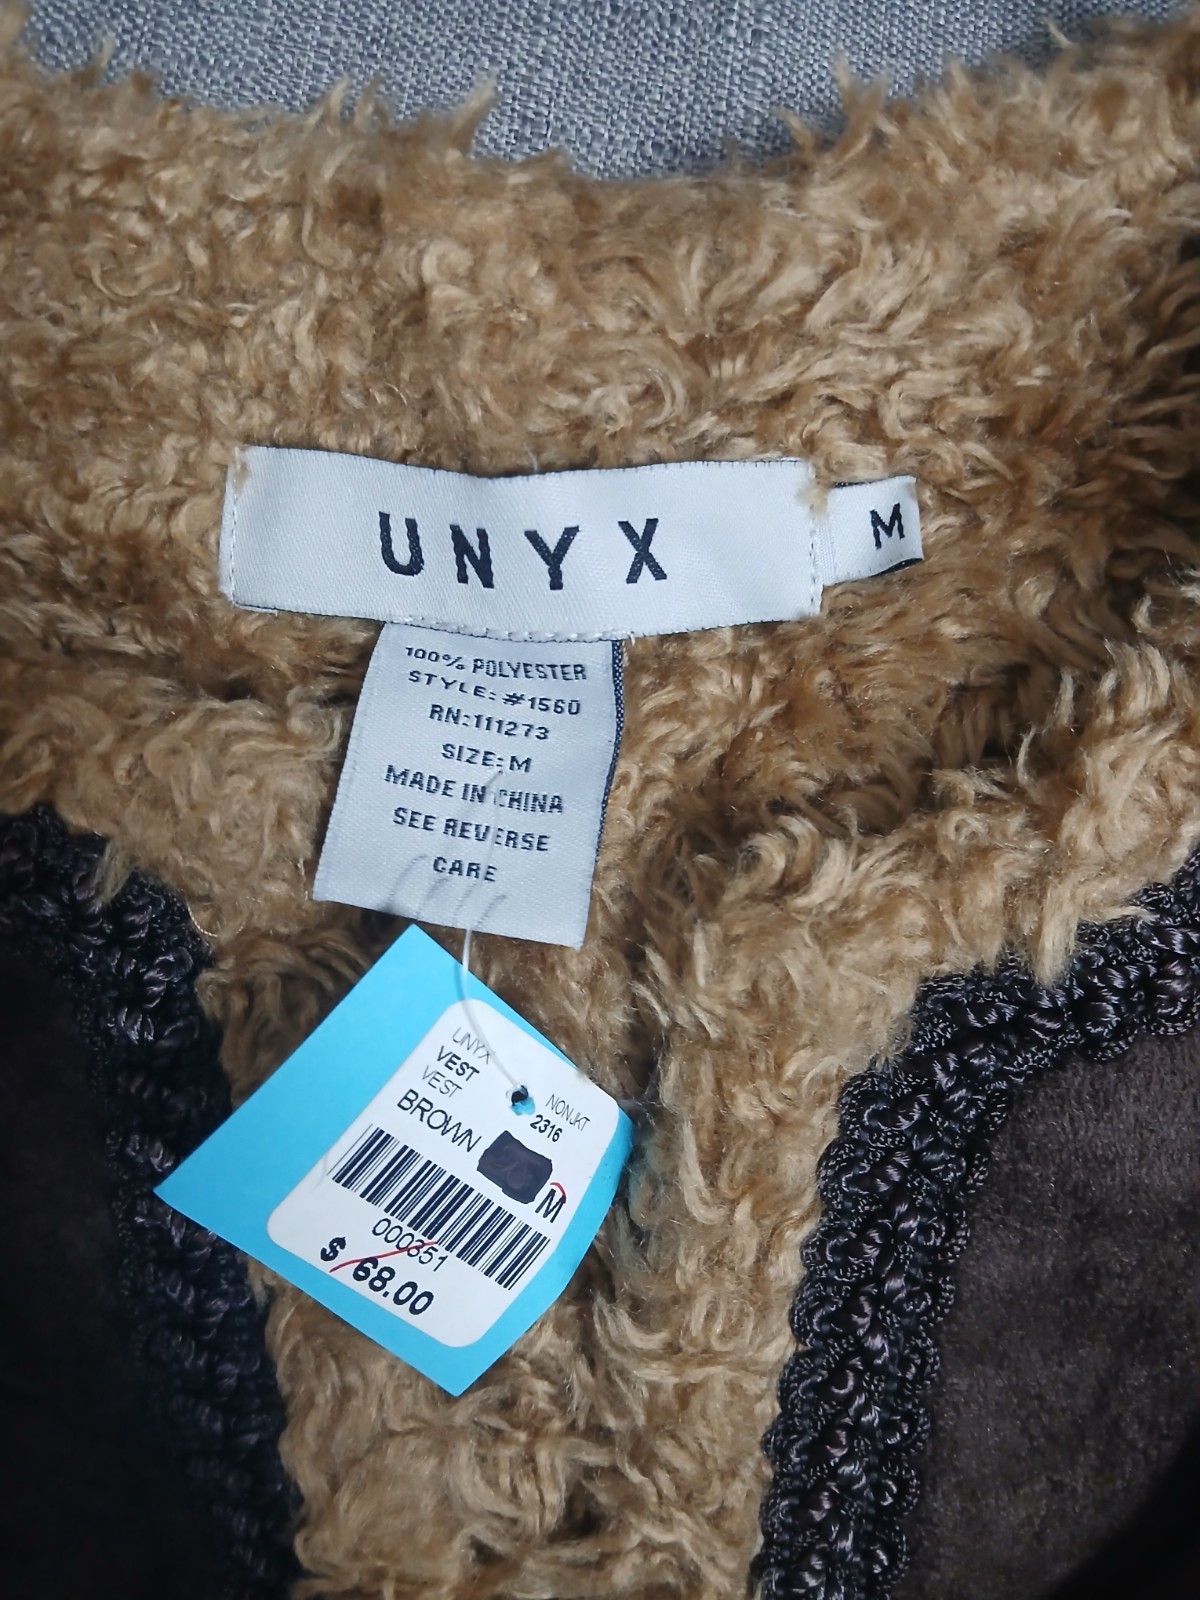 UNYX
M
100% POLYESTER
STYLE: #1560
RN:111273
SIZE: M
MADE IN CHINA
SEE REVERSE
CARE
UNYX
VEST
VEST NONJKT
2316
BROWN
M
000351
$ 68.00